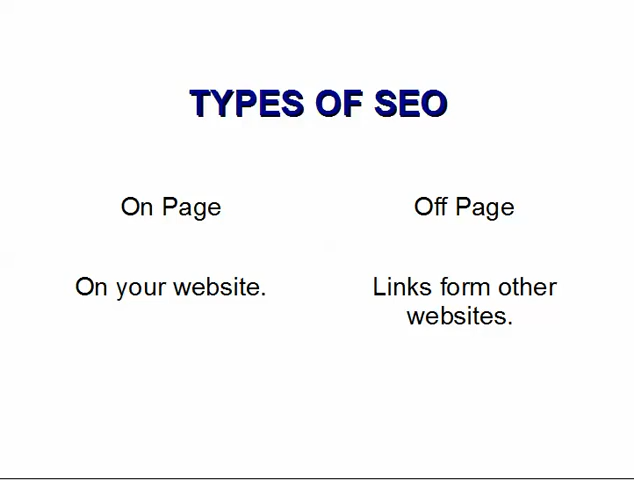 TYPES OF SEO
On Page
Off Page
On your website.
Links form other
websites.